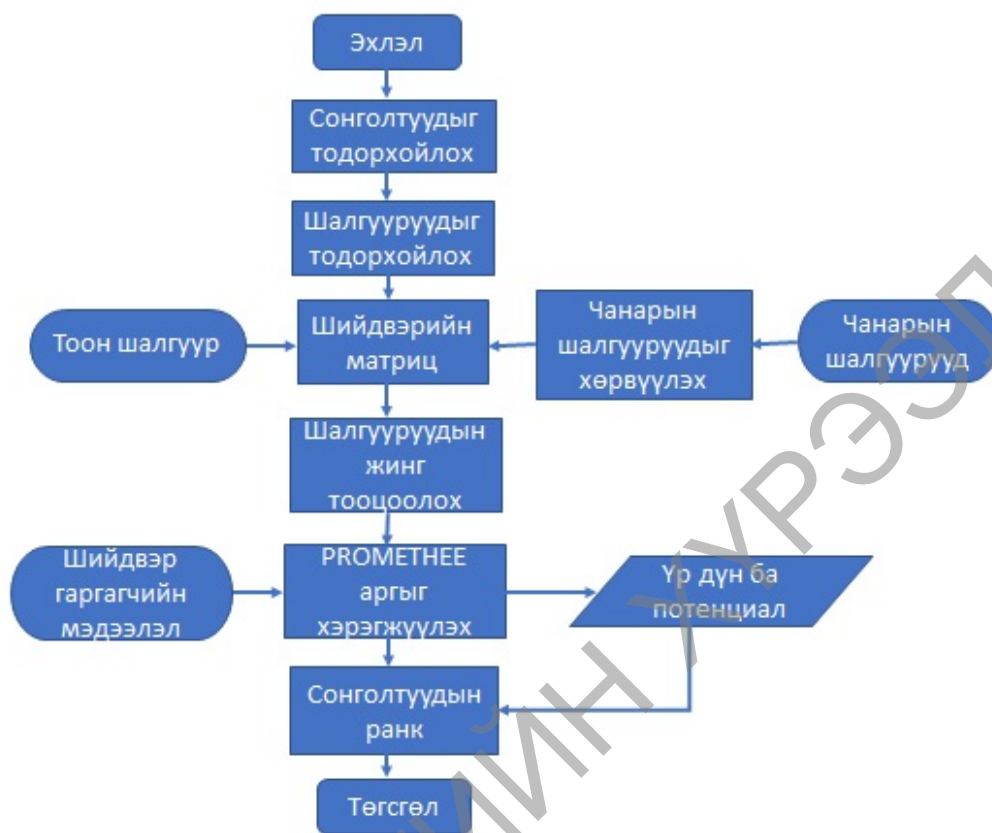 Эхлэл
Сонголтуудыг
тодорхойлох
Шалгууруудыг
тодорхойлох
Тоон шалгуур
Шийдвэрийн
матриц
Чанарын
шалгууруудыг
хөрвүүлэх
Чанарын
шалгуурууд
Шалгууруудын
жинг
тооцоолох
Шийдвэр
гаргагчийн
мэдээлэл
PROMETHEE
аргыг
хэрэгжүүлэх
Үр дүн ба
потенциал
Сонголтуудын
ранк
Төгсгөл